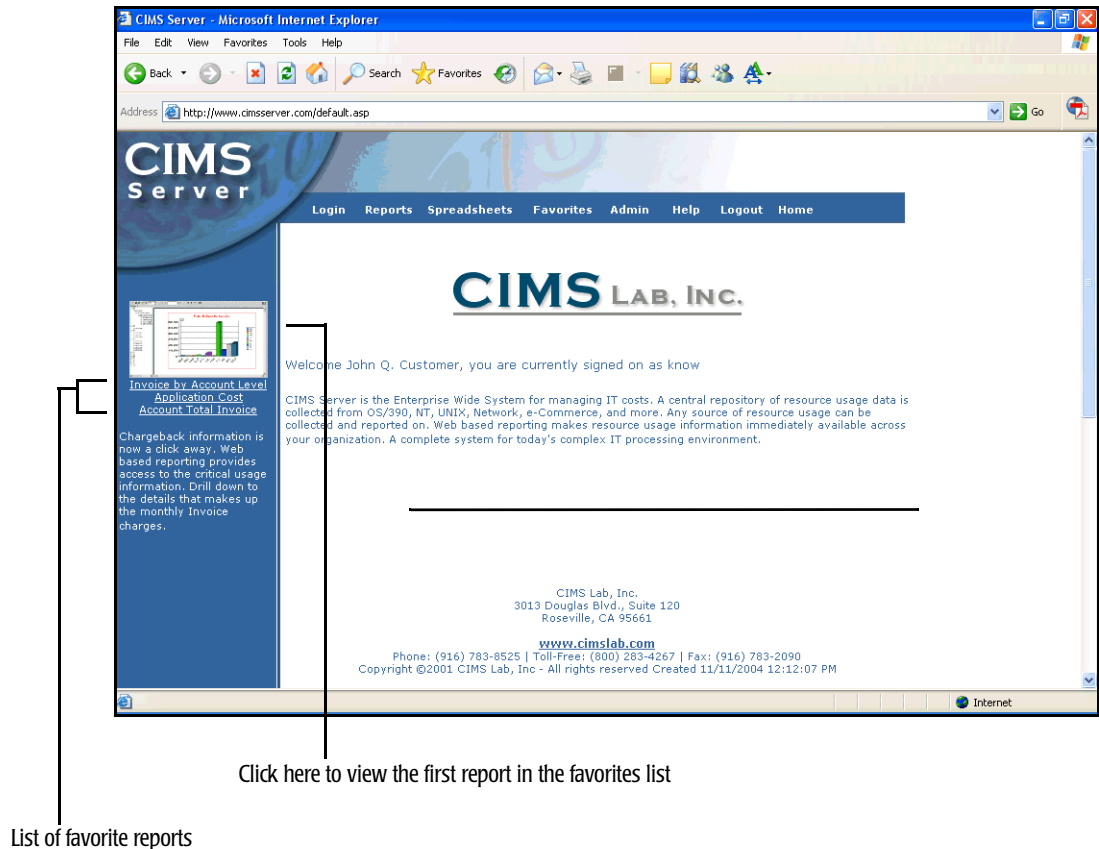 CIMS Server - Microsoft Internet Explorer
File Edit View Favorites Tools Help
Back Search Favorites
Address http://www.cimsserver.com/default.asp Go
CIMS
Server
Login Reports Spreadsheets Favorites Admin Help Logout Home
CIMS LAB, INC.
Welcome John Q. Customer, you are currently signed on as know
Invoice by Account Level
Application Cost
Account Total Invoice
CIMS Server is the Enterprise Wide System for managing IT costs. A central repository of resource usage data is
collected from OS/390, NT, UNIX, Network, e-Commerce, and more. Any source of resource usage can be
collected and reported on. Web based reporting makes resource usage information immediately available across
your organization. A complete system for today's complex IT processing environment.
Chargeback information is
now a click away. Web
based reporting provides
access to the critical usage
information. Drill down to
the details that makes up
the monthly Invoice
charges.
CIMS Lab, Inc.
3013 Douglas Blvd., Suite 120
Roseville, CA 95661
www.cimslab.com
Phone: (916) 783-8525 | Toll-Free: (800) 283-4267 | Fax: (916) 783-2090
Copyright ©2001 CIMS Lab, Inc - All rights reserved Created 11/11/2004 12:12:07 PM
Internet
Click here to view the first report in the favorites list
List of favorite reports